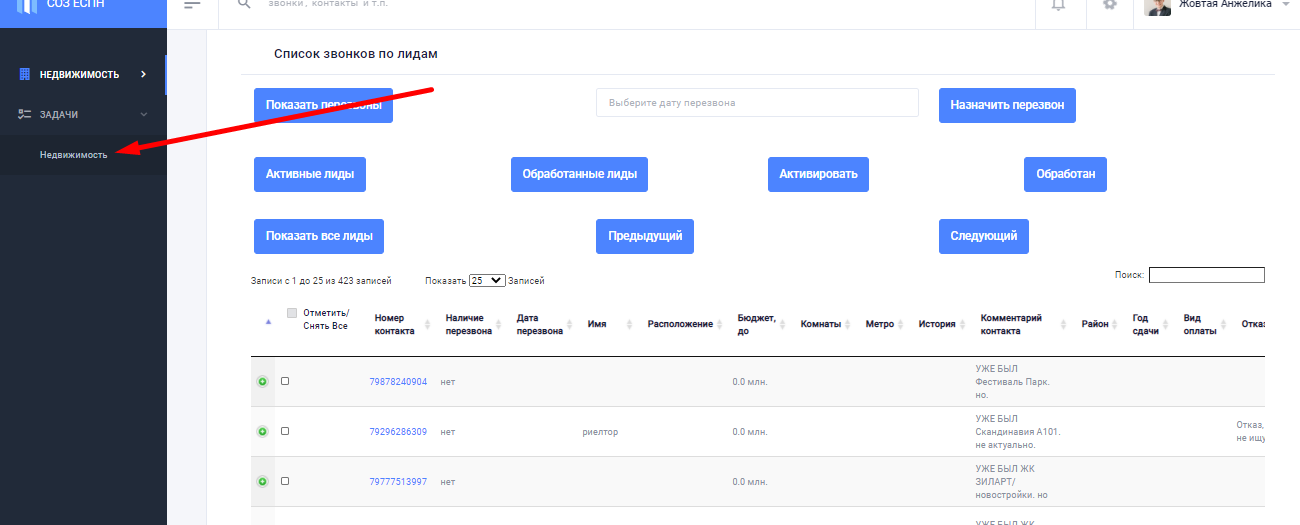 СОЗ ЕСПН
звонки, контакты и т.п.
Жовтая Анжелика
НЕДВИЖИМОСТЬ
ЗАДАЧИ
Недвижимость
Список звонков по лидам
Показать перезвоны
Выберите дату перезвона
Назначить перезвон
Активные лиды
Обработанные лиды
Активировать
Обработан
Показать все лиды
Предыдущий
Следующий
Записи с 1 до 25 из 423 записей
Показать 25 Записей
Поиск:
Отметить/
Снять Все
Номер
контакта
Наличие
перезвона
Дата
перезвона
Имя
Расположение
Бюджет,
до
Комнаты
Метро
История
Комментарий
контакта
Район
Год
сдачи
Вид
оплаты
Отказ
79878240904
нет
0.0 млн.
УЖЕ БЫЛ
Фестиваль Парк.
но.
79296286309
нет
риелтор
0.0 млн.
УЖЕ БЫЛ
Скандинавия А101.
не актуально.
Отказ,
не ищу
79777513997
нет
0.0 млн.
УЖЕ БЫЛ ЖК
ЗИЛАРТ/
новостройки. но
УЖЕ БЫЛ ЖК